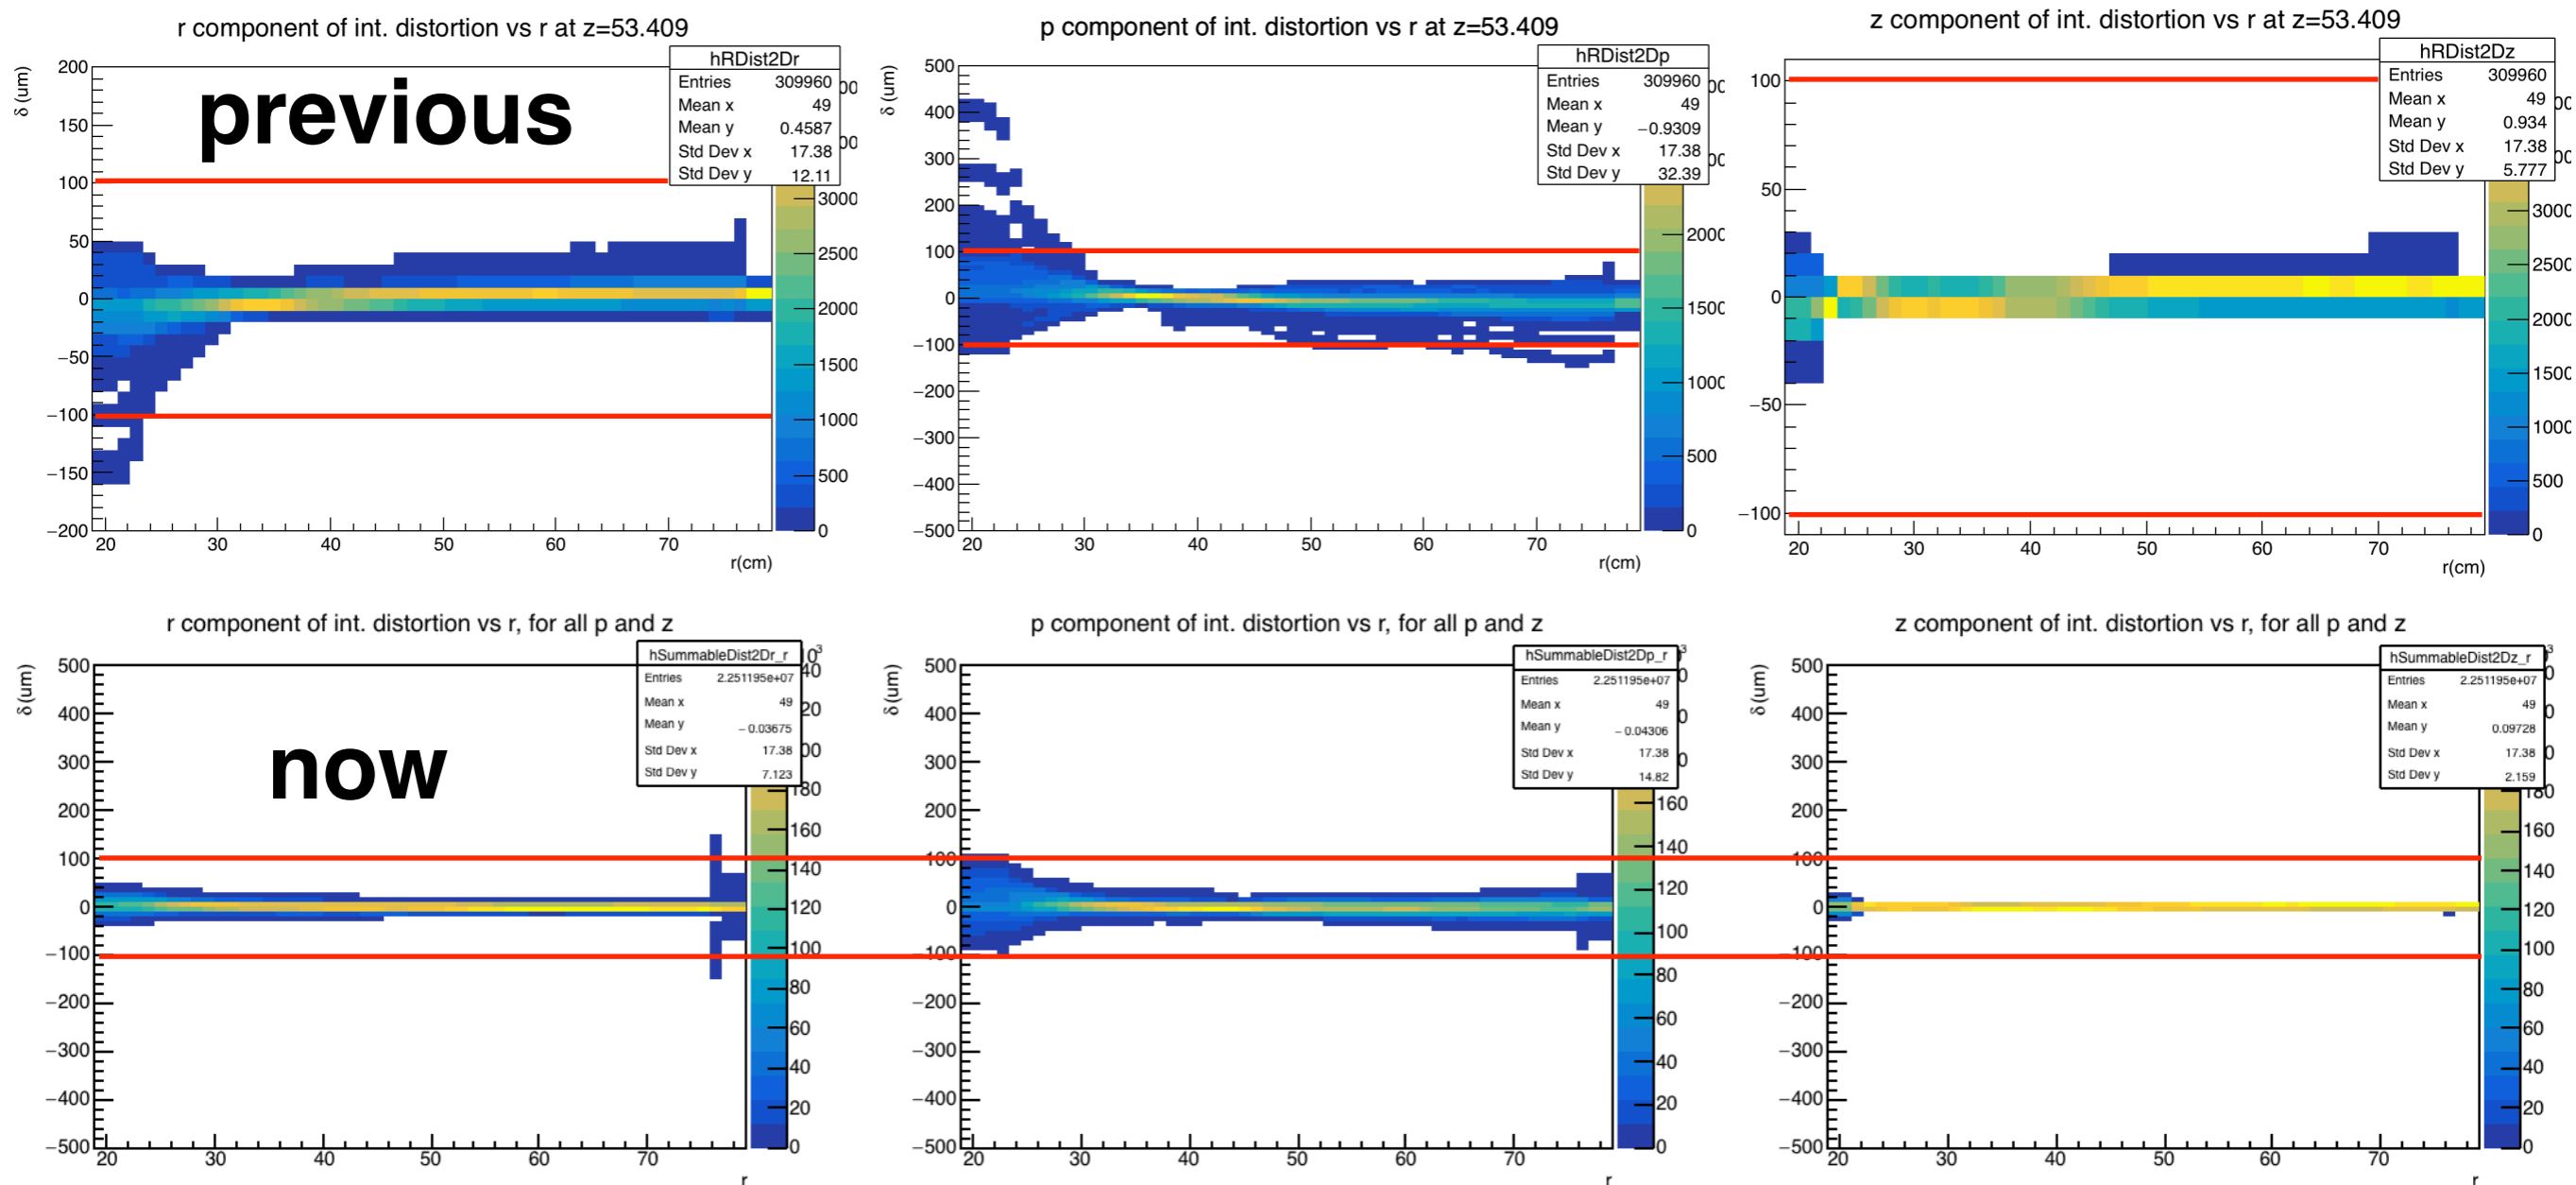 r component of int. distortion vs r at z=53.409
δ (um)
previous
hRDist2Dr
Entries 309960
Mean x 49
Mean y 0.4587
Std Dev x 17.38
Std Dev y 12.11
200
150
100
50
0
−50
−100
−150
−200
20 30 40 50 60 70
r(cm)
3000
2500
2000
1500
1000
500
0
p component of int. distortion vs r at z=53.409
δ (um)
hRDist2Dp
Entries 309960
Mean x 49
Mean y −0.9309
Std Dev x 17.38
Std Dev y 32.39
500
400
300
200
100
0
−100
−200
−300
−400
−500
20 30 40 50 60 70
r(cm)
2000
1500
1000
500
0
z component of int. distortion vs r at z=53.409
hRDist2Dz
Entries 309960
Mean x 49
Mean y 0.934
Std Dev x 17.38
Std Dev y 5.777
100
50
0
−50
−100
20 30 40 50 60 70
r(cm)
3000
2500
2000
1500
1000
500
0
r component of int. distortion vs r, for all p and z
δ (um)
now
hSummableDist2Dr_r
Entries 2.251195e+07
Mean x 49
Mean y −0.03675
Std Dev x 17.38
Std Dev y 7.123
500
400
300
200
100
0
−100
−200
−300
−400
−500
20 30 40 50 60 70
r
180
160
140
120
100
80
60
40
20
0
p component of int. distortion vs r, for all p and z
δ (um)
hSummableDist2Dp_r
Entries 2.251195e+07
Mean x 49
Mean y −0.04306
Std Dev x 17.38
Std Dev y 14.82
500
400
300
200
100
0
−100
−200
−300
−400
−500
20 30 40 50 60 70
r
160
140
120
100
80
60
40
20
0
z component of int. distortion vs r, for all p and z
δ (um)
hSummableDist2Dz_r
Entries 2.251195e+07
Mean x 49
Mean y 0.09728
Std Dev x 17.38
Std Dev y 2.159
500
400
300
200
100
0
−100
−200
−300
−400
−500
20 30 40 50 60 70
r
180
160
140
120
100
80
60
40
20
0